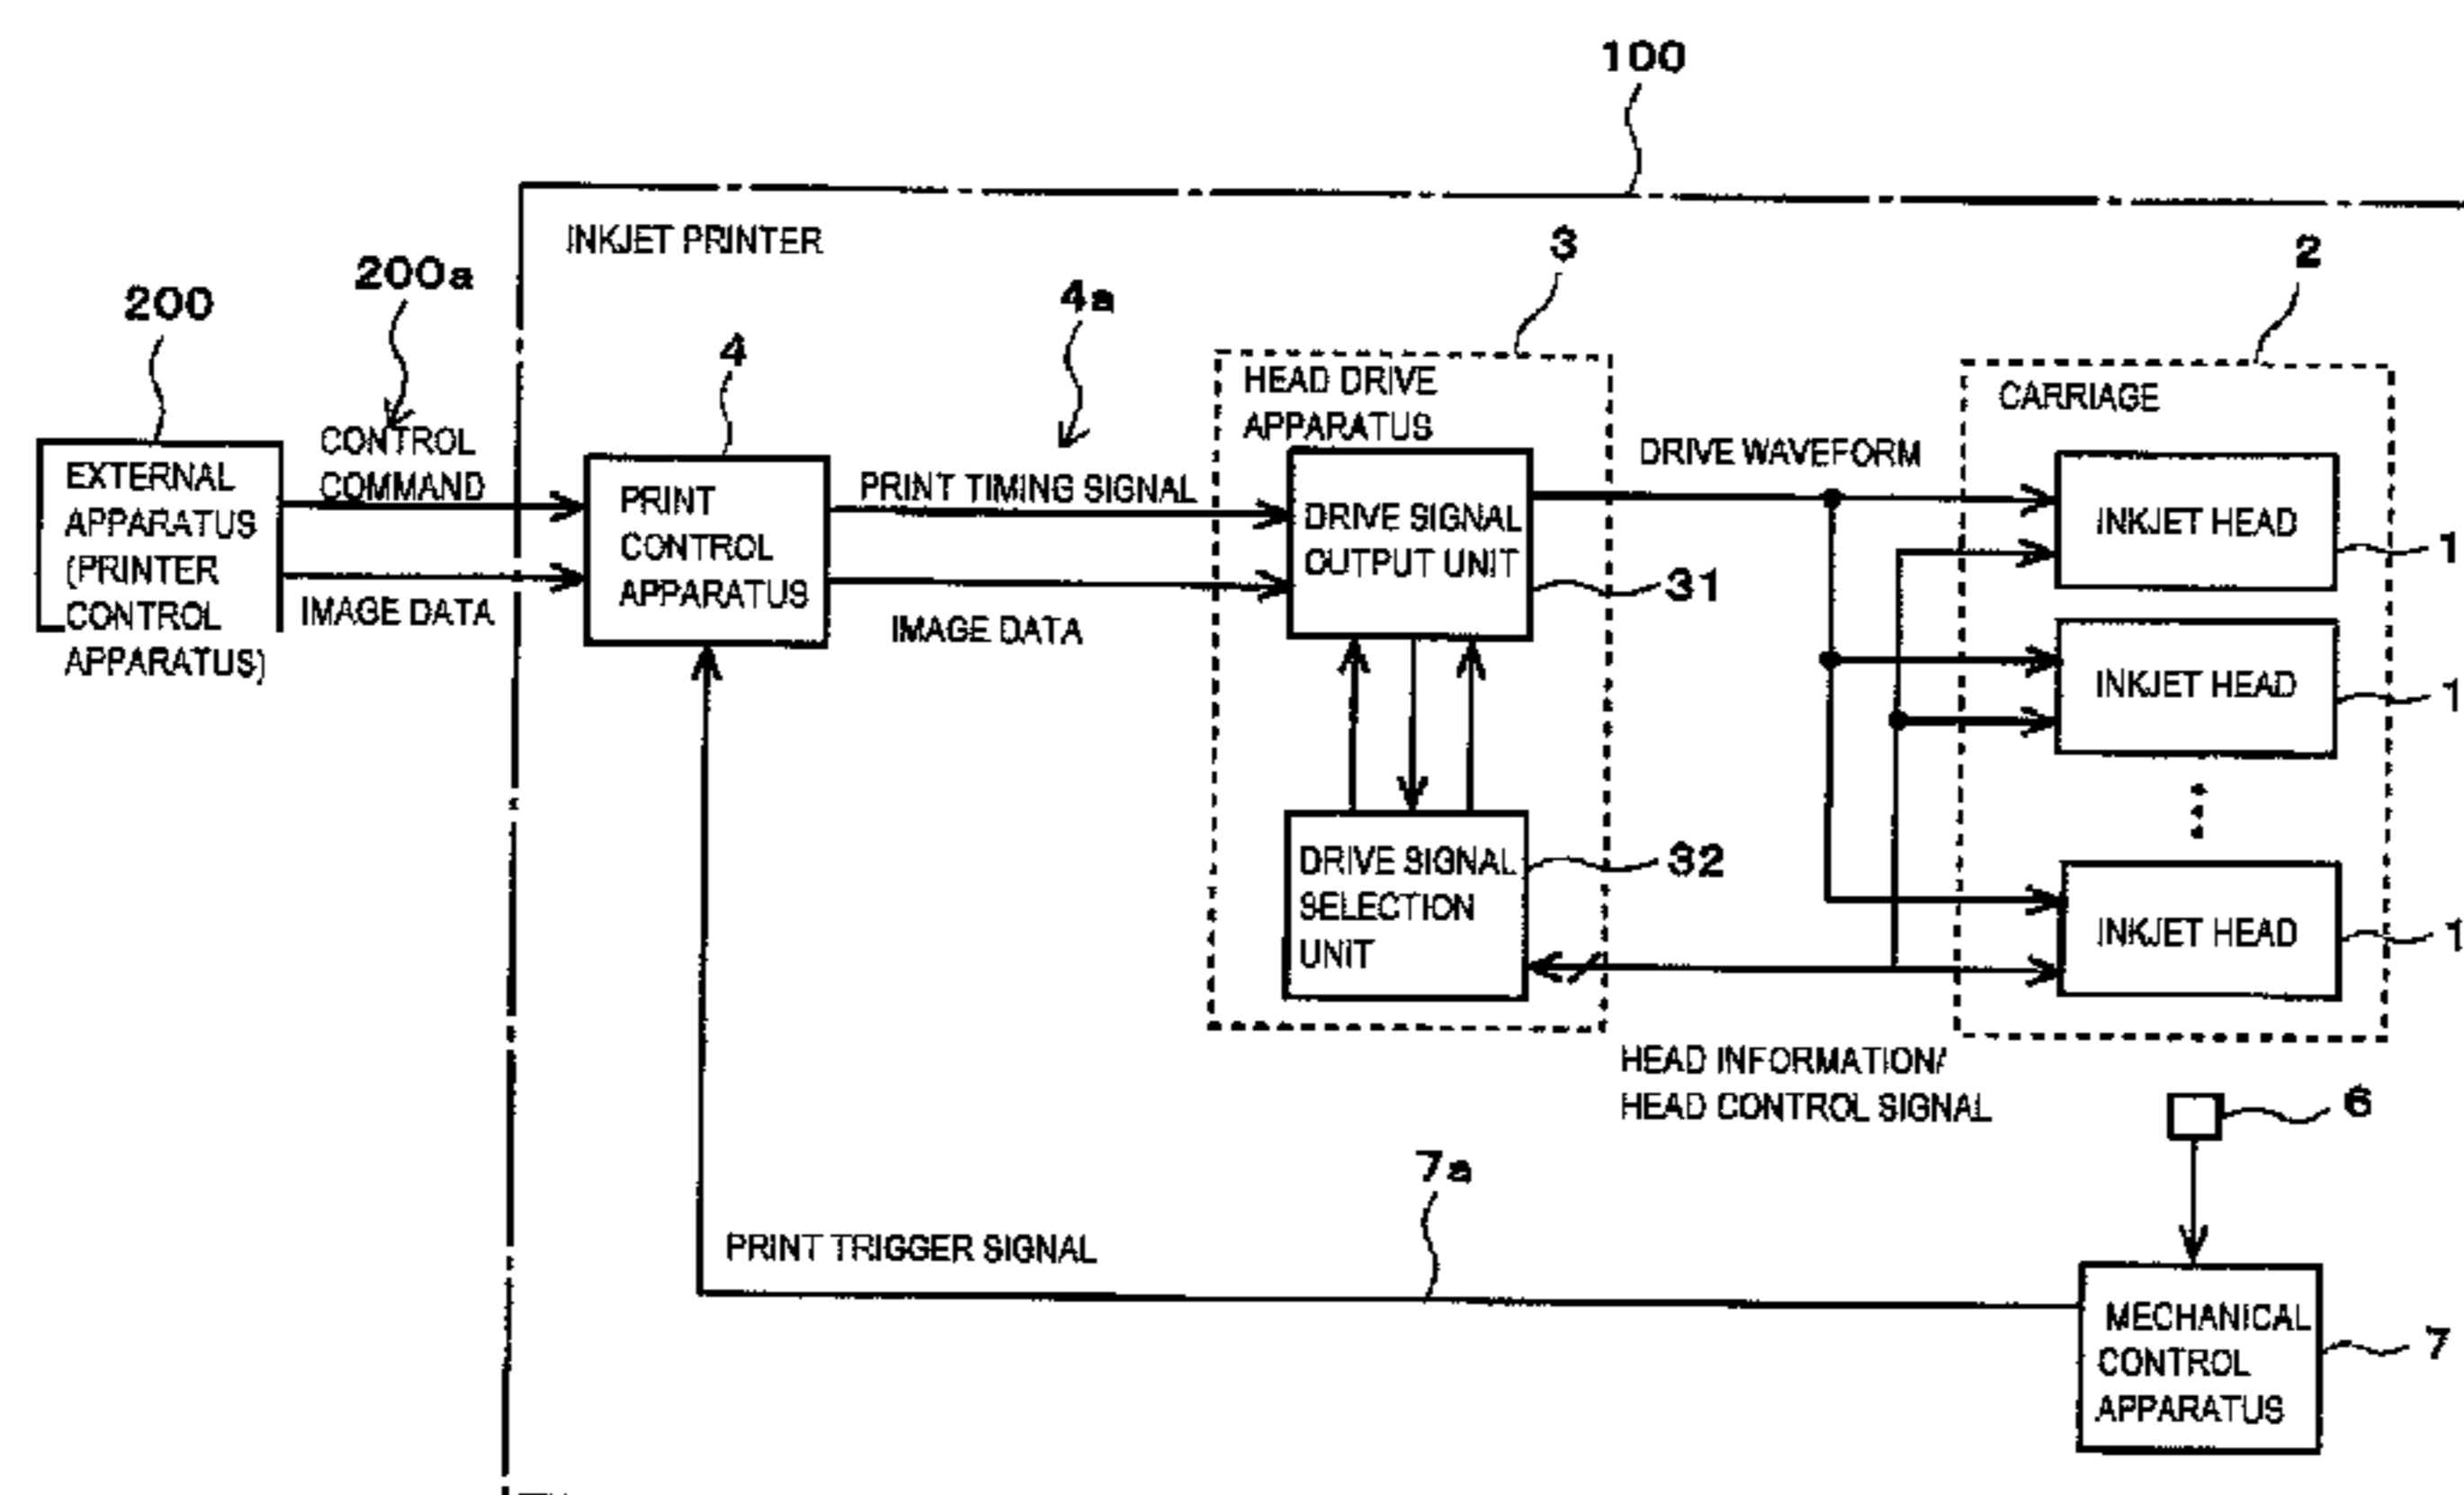 100
INKJET PRINTER
3
2
200a
4a
200
4
HEAD DRIVE
APPARATUS
CARRIAGE
CONTROL
COMMAND
DRIVE WAVEFORM
EXTERNAL
APPARATUS
(PRINTER
CONTROL
APPARATUS)
PRINT
CONTROL
APPARATUS
PRINT TIMING SIGNAL
DRIVE SIGNAL
OUTPUT UNIT
INKJET HEAD
1
31
IMAGE DATA
IMAGE DATA
INKJET HEAD
1
DRIVE SIGNAL
SELECTION
UNIT
32
INKJET HEAD
1
HEAD INFORMATION/
HEAD CONTROL SIGNAL
6
7a
PRINT TRIGGER SIGNAL
MECHANICAL
CONTROL
APPARATUS
7